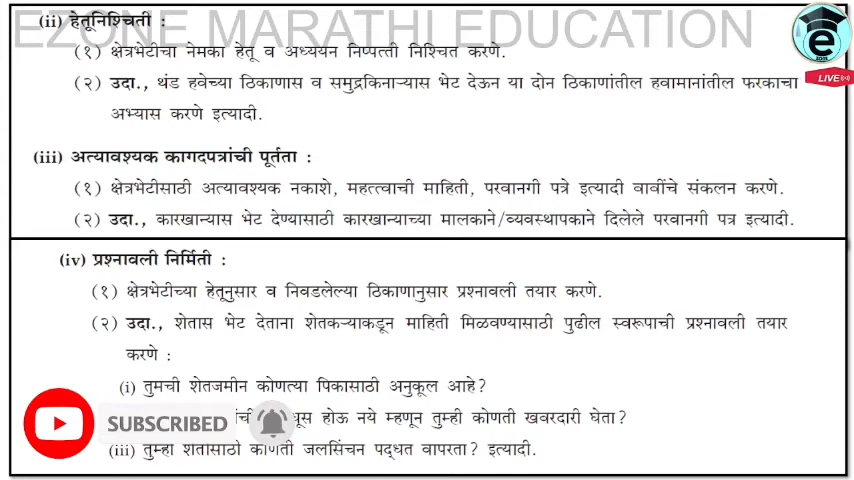 EZONE MARATHI EDUCATION
(ii) हेतूनिश्चिती :
(१) क्षेत्रभेटीचा नेमका हेतू व अध्ययन निष्पत्ती निश्चित करणे.
(२) उदा., थंड हवेच्या ठिकाणास व समुद्रकिनाऱ्यास भेट देऊन या दोन ठिकाणांतील हवामानांतील फरकाचा
अभ्यास करणे इत्यादी.
(iii) अत्यावश्यक कागदपत्रांची पूर्तता :
(१) क्षेत्रभेटीसाठी अत्यावश्यक नकाशे, महत्त्वाची माहिती, परवानगी पत्रे इत्यादी बाबींचे संकलन करणे.
(२) उदा., कारखान्यास भेट देण्यासाठी कारखान्याच्या मालकाने/व्यवस्थापकाने दिलेले परवानगी पत्र इत्यादी.
(iv) प्रश्नावली निर्मिती :
(१) क्षेत्रभेटीच्या हेतूनुसार व निवडलेल्या ठिकाणानुसार प्रश्नावली तयार करणे.
(२) उदा., शेतास भेट देताना शेतकऱ्याकडून माहिती मिळवण्यासाठी पुढील स्वरूपाची प्रश्नावली तयार
करणे :
(i) तुमची शेतजमीन कोणत्या पिकासाठी अनुकूल आहे?
होऊ नये म्हणून तुम्ही कोणती खबरदारी घेता?
(iii) तुम्ही शेतासाठी कोणती जलसिंचन पद्धत वापरता? इत्यादी.
SUBSCRIBED
e
ZONE
LIVE